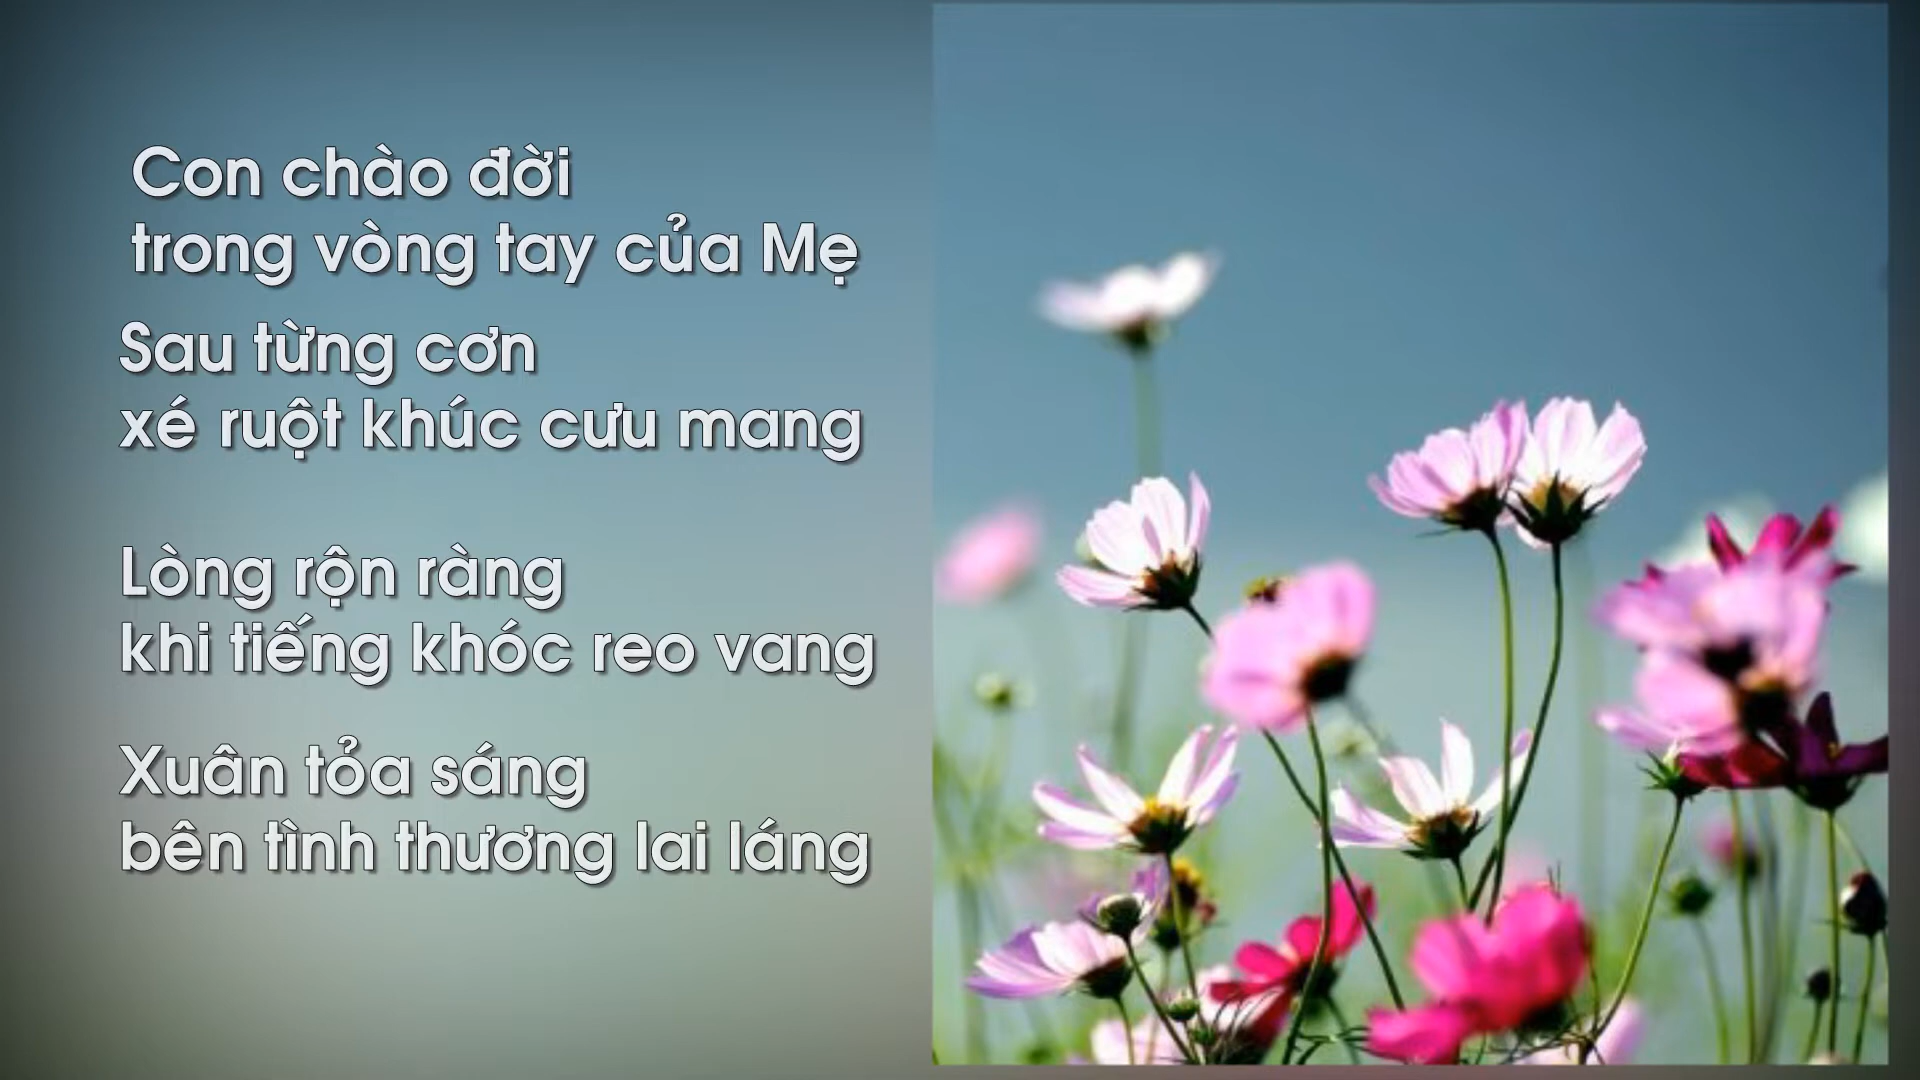 Con chào đời
trong vòng tay của Mẹ
Sau từng cơn
xé ruột khúc cưu mang
Lòng rộn ràng
khi tiếng khóc reo vang
Xuân tỏa sáng
bên tình thương lai láng